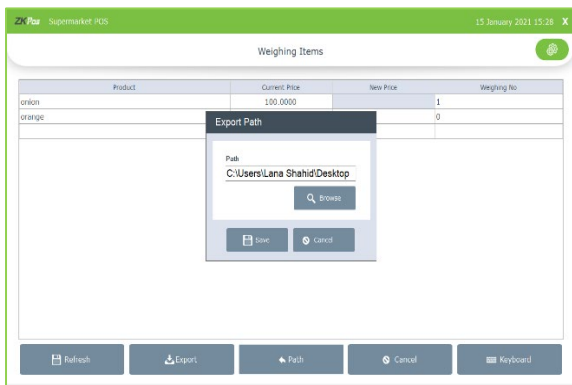 ZKPos Supermarket POS 15 January 2021 15:28 X
Weighing Items
Product Current Price New Price Weighing No
onion 100.0000 1
orange 0
Export Path
Path
C:\Users\Lana Shahid\Desktop
Browse
Save Cancel
Refresh Export Path Cancel Keyboard